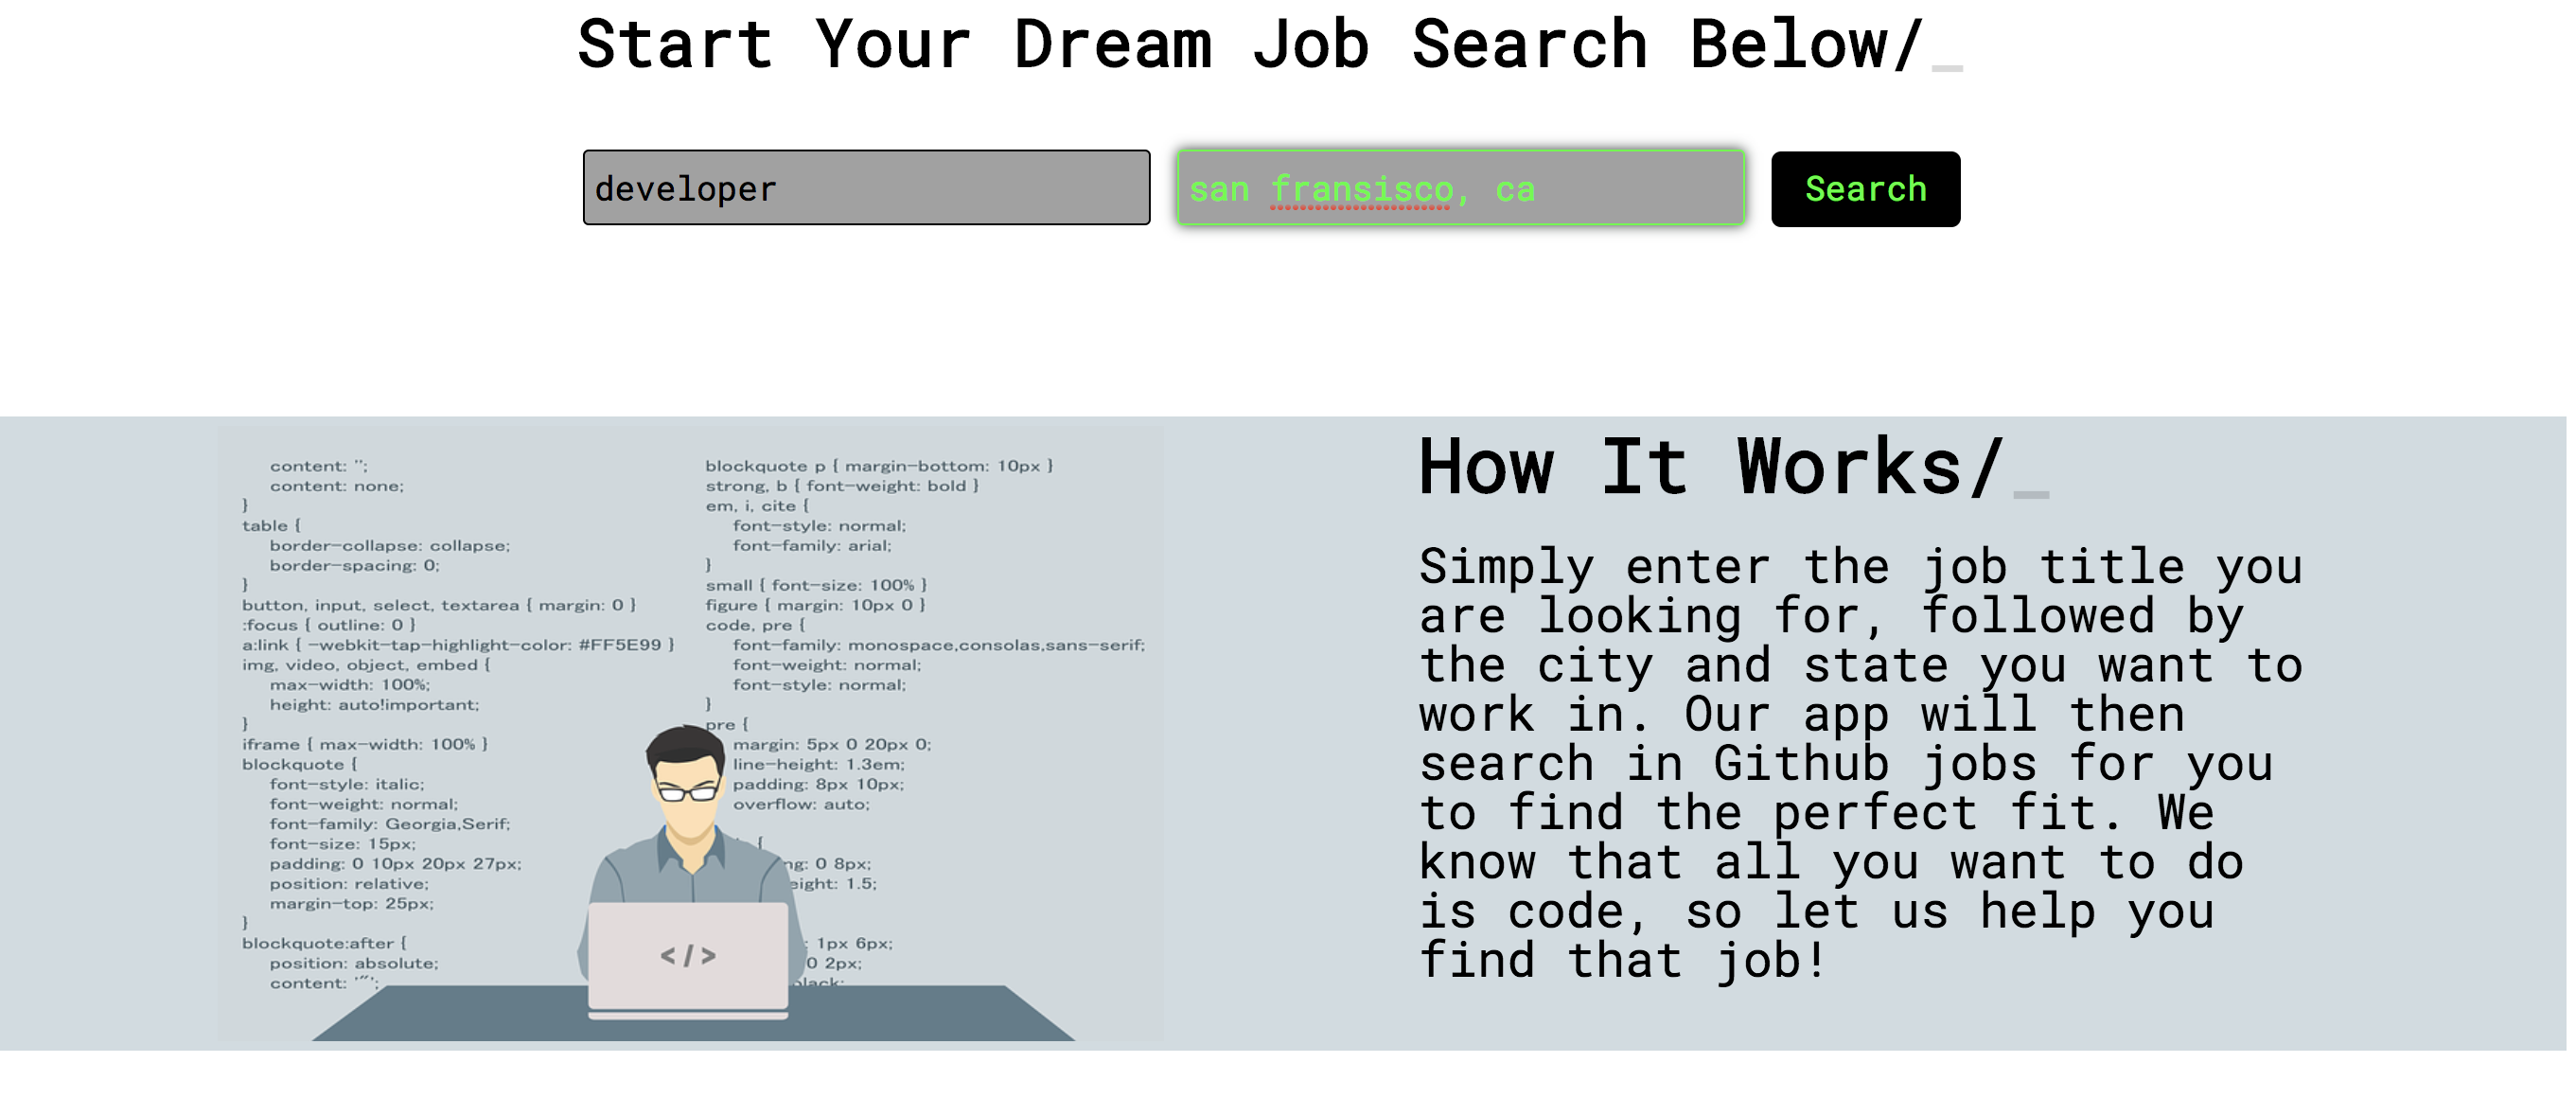 Start Your Dream Job Search Below/_
developer
san fransisco, ca
Search
content: '';
content: none;
}
table {
border-collapse: collapse;
border-spacing: 0;
}
button, input, select, textarea { margin: 0 }
:focus { outline: 0 }
a:link { -webkit-tap-highlight-color: #FF5E99 }
img, video, object, embed {
max-width: 100%;
height: auto!important;
}
iframe { max-width: 100% }
blockquote {
font-style: italic;
font-weight: normal;
font-family: Georgia,Serif;
font-size: 15px;
padding: 0 10px 20px 27px;
position: relative;
margin-top: 25px;
}
blockquote:after {
position: absolute;
content: '"';
blockquote p { margin-bottom: 10px }
strong, b { font-weight: bold }
em, i, cite {
font-style: normal;
font-family: arial;
}
small { font-size: 100% }
figure { margin: 10px 0 }
code, pre {
font-family: monospace,consolas,sans-serif;
font-weight: normal;
font-style: normal;
}
pre {
margin: 5px 0 20px 0;
line-height: 1.3em;
padding: 8px 10px;
overflow: auto;
{
ng: 0 8px;
eight: 1.5;
: 1px 6px;
0 2px;
black;
</>
How It Works/_
Simply enter the job title you
are looking for, followed by
the city and state you want to
work in. Our app will then
search in Github jobs for you
to find the perfect fit. We
know that all you want to do
is code, so let us help you
find that job!